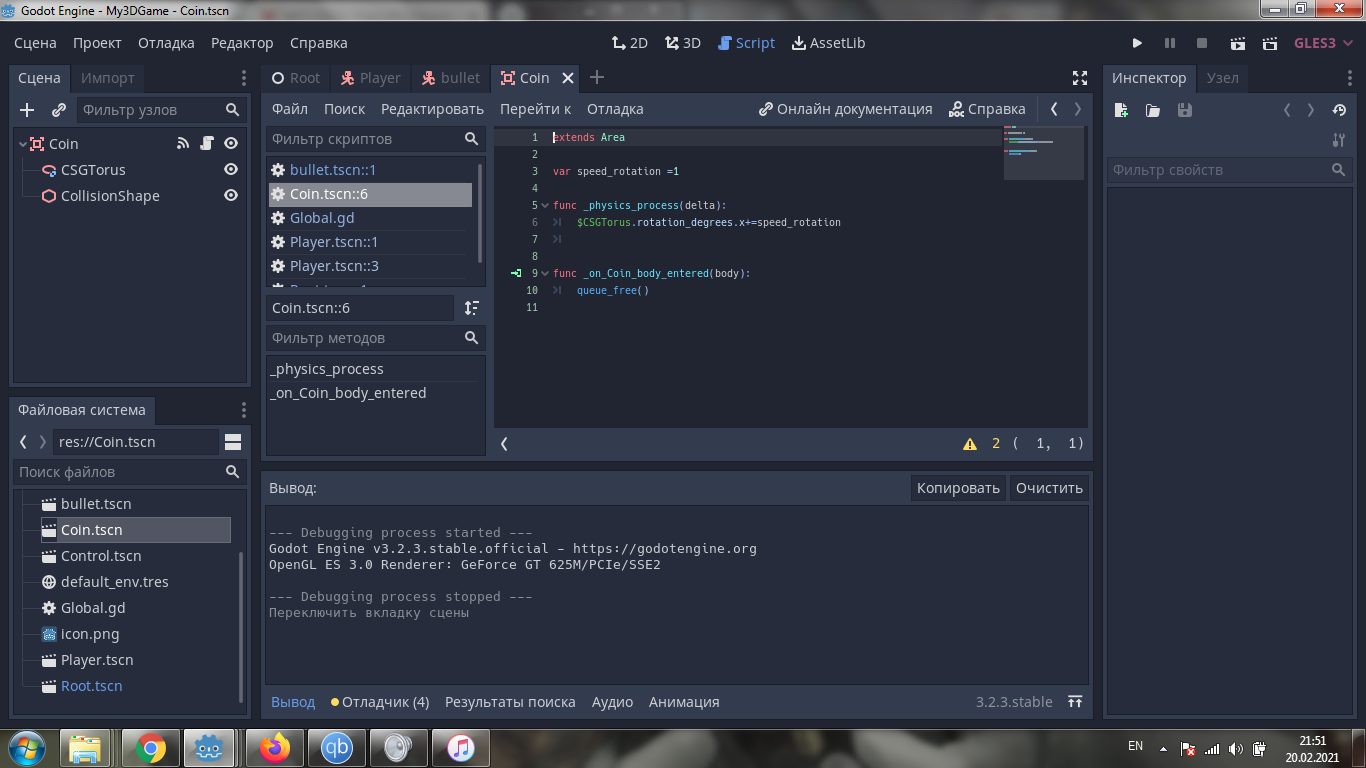 Godot Engine - My3DGame - Coin.tscn
Сцена Проект Отладка Редактор Справка
2D 3D Script AssetLib
GLES3
Сцена Импорт
Фильтр узлов
Coin
CSGTorus
CollisionShape
Файловая система
res://Coin.tscn
Поиск файлов
bullet.tscn
Coin.tscn
Control.tscn
default_env.tres
Global.gd
icon.png
Player.tscn
Root.tscn
Root Player bullet Coin
Файл Поиск Редактировать Перейти к Отладка
Онлайн документация Справка
Фильтр скриптов
bullet.tscn::1
Coin.tscn::6
Global.gd
Player.tscn::1
Player.tscn::3
Coin.tscn::6
Фильтр методов
_physics_process
_on_Coin_body_entered
1 extends Area
2
3 var speed_rotation =1
4
5 func _physics_process(delta):
6 $CSGTorus.rotation_degrees.x+=speed_rotation
7
8
9 func _on_Coin_body_entered(body):
10 queue_free()
11
2 ( 1, 1)
Вывод:
Копировать Очистить
--- Debugging process started ---
Godot Engine v3.2.3.stable.official - https://godotengine.org
OpenGL ES 3.0 Renderer: GeForce GT 625M/PCIe/SSE2
--- Debugging process stopped ---
Переключить вкладку сцены
Вывод Отладчик (4) Результаты поиска Аудио Анимация
3.2.3.stable
Инспектор Узел
Фильтр свойств
EN
21:51
20.02.2021